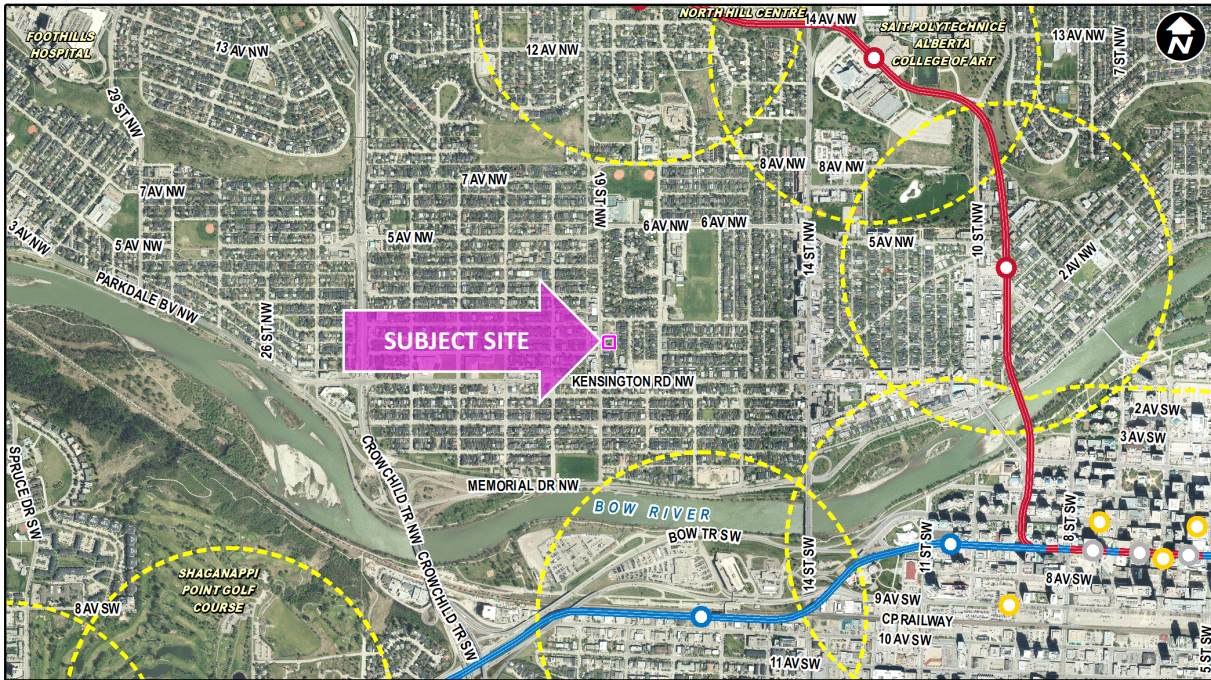 NORTH HILL CENTRE
14 AV NW
N
FOOTHILLS
HOSPITAL
13 AV NW
12 AV NW
SAIT POLYTECHNIC
ALBERTA
COLLEGE OF ART
13 AV NW
7 ST NW
29 ST NW
8 AV NW
8 AV NW
7 AV NW
7 AV NW
19 ST NW
3 AV NW
5 AV NW
5 AV NW
6 AV NW
6 AV NW
14 ST NW
5 AV NW
10 ST NW
2 AV NW
PARKDALE BV NW
26 ST NW
SUBJECT SITE
KENSINGTON RD NW
2 AV SW
3 AV SW
SPRUCE DR SW
CROWCHILD TR NW
MEMORIAL DR NW
BOW RIVER
BOW TR SW
14 ST SW
11 ST SW
8 ST SW
8 AV SW
SHAGANAPPI
POINT GOLF
COURSE
8 AV SW
CROWCHILD TR SW
9 AV SW
CP RAILWAY
10 AV SW
11 AV SW
5 ST SW